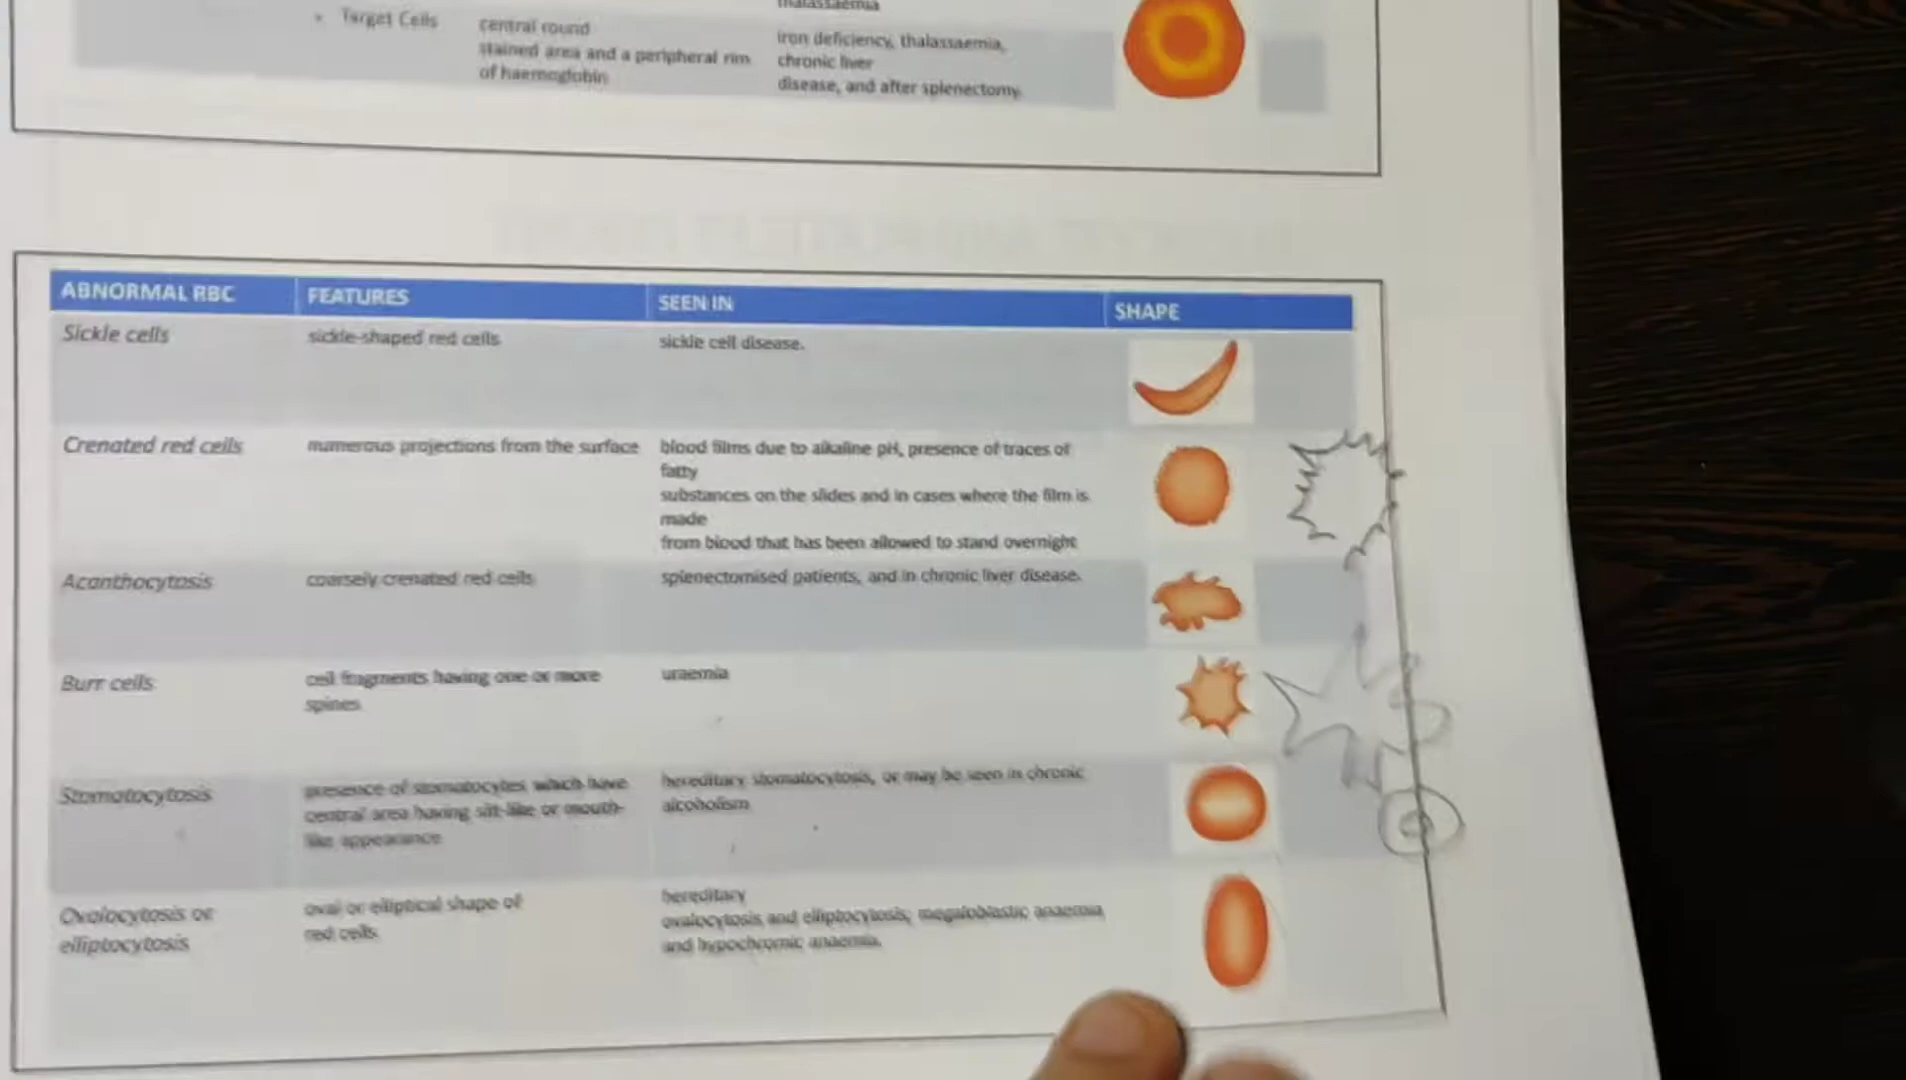 thalassaemia
• Target Cells
central round
stained area and a peripheral rim
of haemoglobin
iron deficiency, thalassaemia,
chronic liver
disease, and after splenectomy.
ABNORMAL RBC FEATURES SEEN IN SHAPE
Sickle cells
sickle-shaped red cells
sickle cell disease.
Crenated red cells
numerous projections from the surface
blood films due to alkaline pH, presence of traces of
fatty
substances on the slides and in cases where the film is
made
from blood that has been allowed to stand overnight
Acanthocytosis
coarsely crenated red cells
splenectomised patients, and in chronic liver disease.
Burr cells
cell fragments having one or more
spines
uraemia
Stomatocytosis
presence of stomatocytes which have
central area having slit-like or mouth-
like appearance
hereditary stomatocytosis, or may be seen in chronic
alcoholism
Ovalocytosis or
elliptocytosis
oval or elliptical shape of
red cells
hereditary
ovalocytosis and elliptocytosis, megaloblastic anaemia
and hypochromic anaemia.